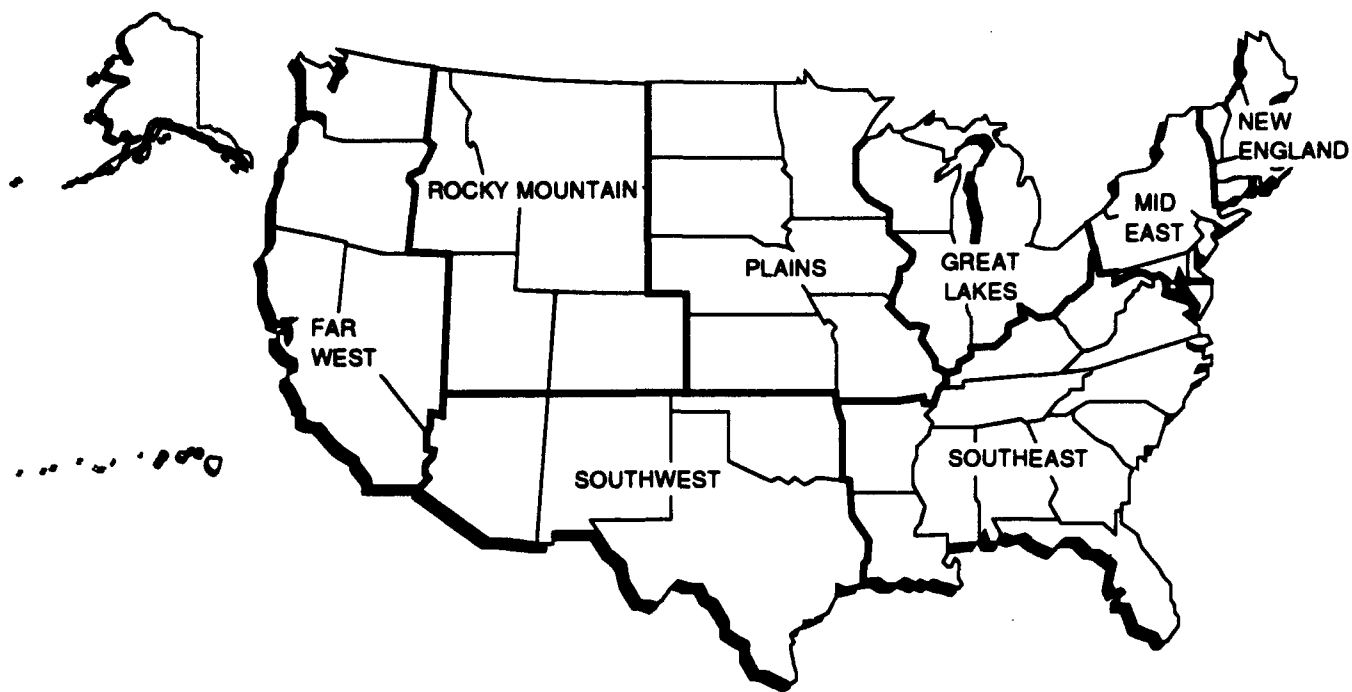 NEW
ENGLAND
ROCKY MOUNTAIN
MID
EAST
PLAINS
GREAT
LAKES
FAR
WEST
SOUTHEAST
SOUTHWEST